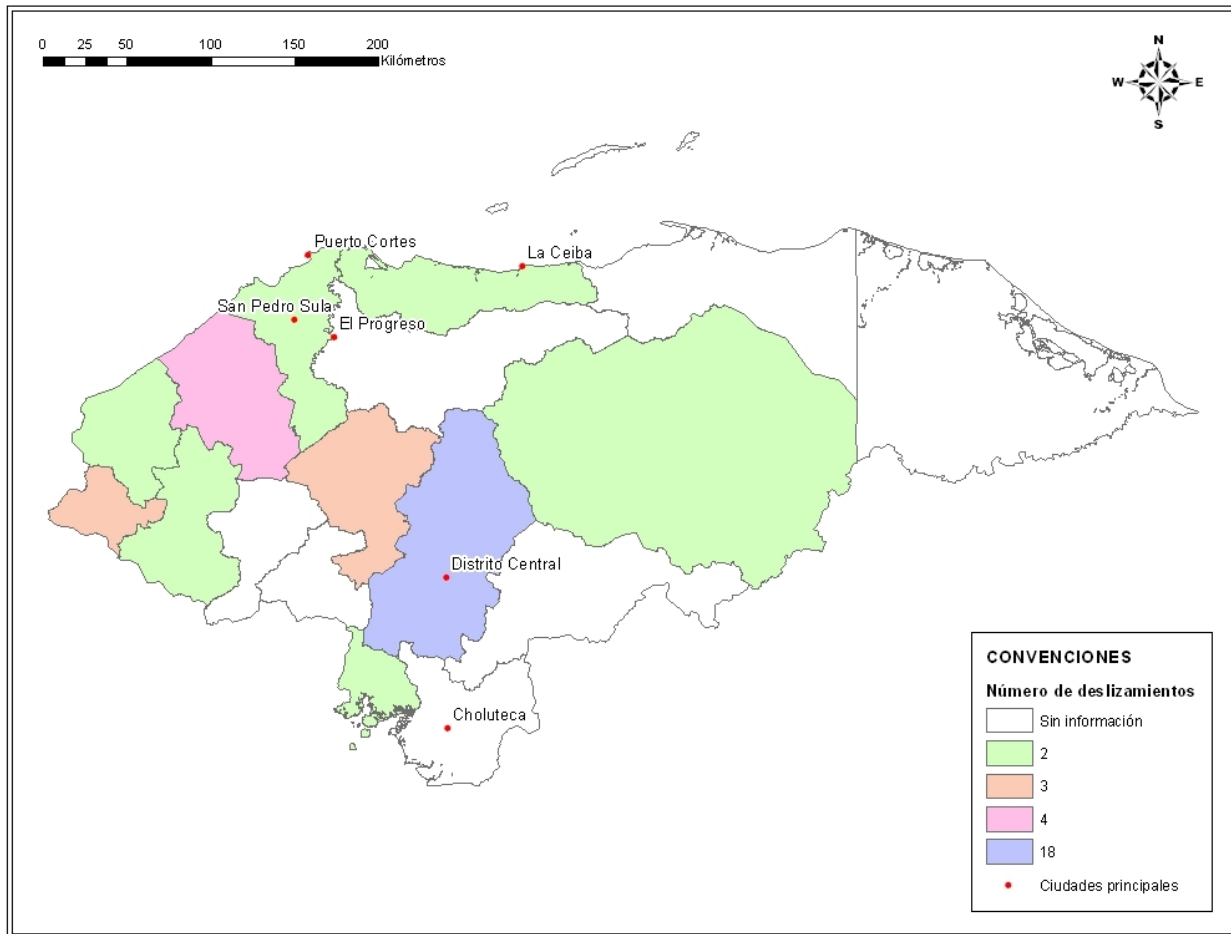 0 25 50 100 150 200
Kilómetros
N
W E
S
Puerto Cortes
La Ceiba
San Pedro Sula
El Progreso
Distrito Central
Choluteca
CONVENCIONES
Número de deslizamientos
Sin información
2
3
4
18
Ciudades principales